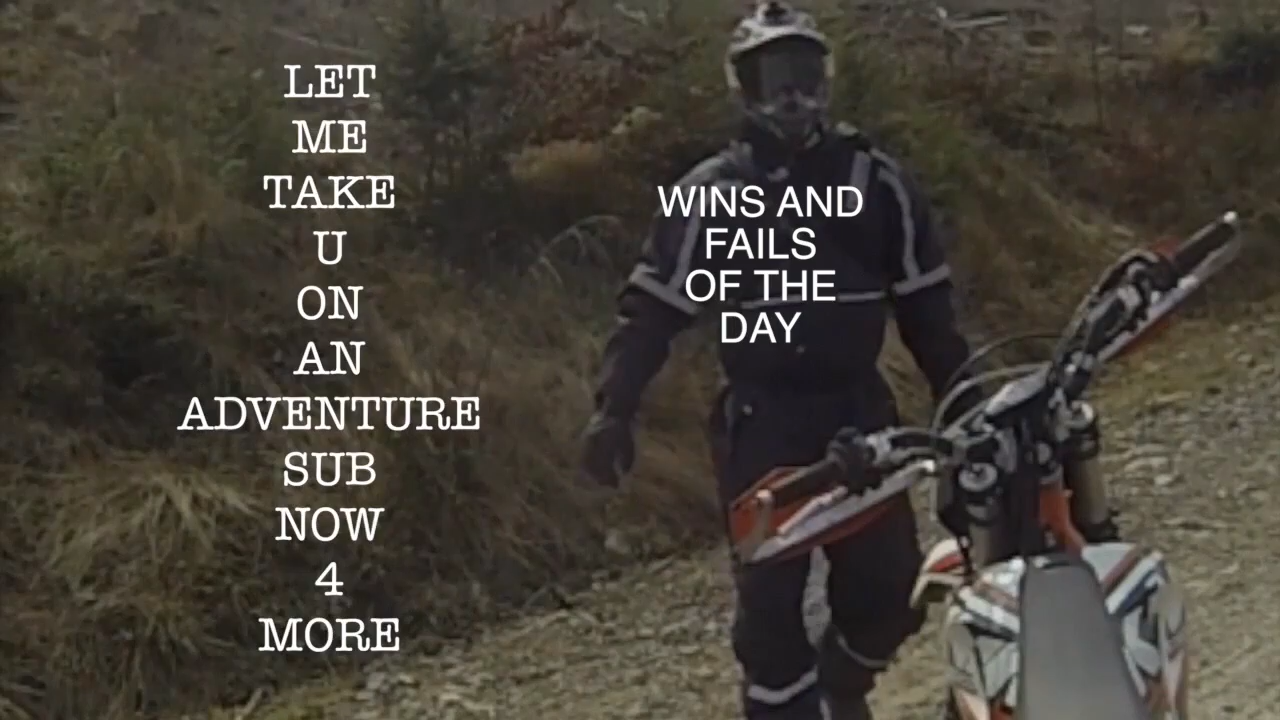 LET
ME
TAKE
U
ON
AN
ADVENTURE
SUB
NOW
4
MORE
WINS AND
FAILS
OF THE
DAY